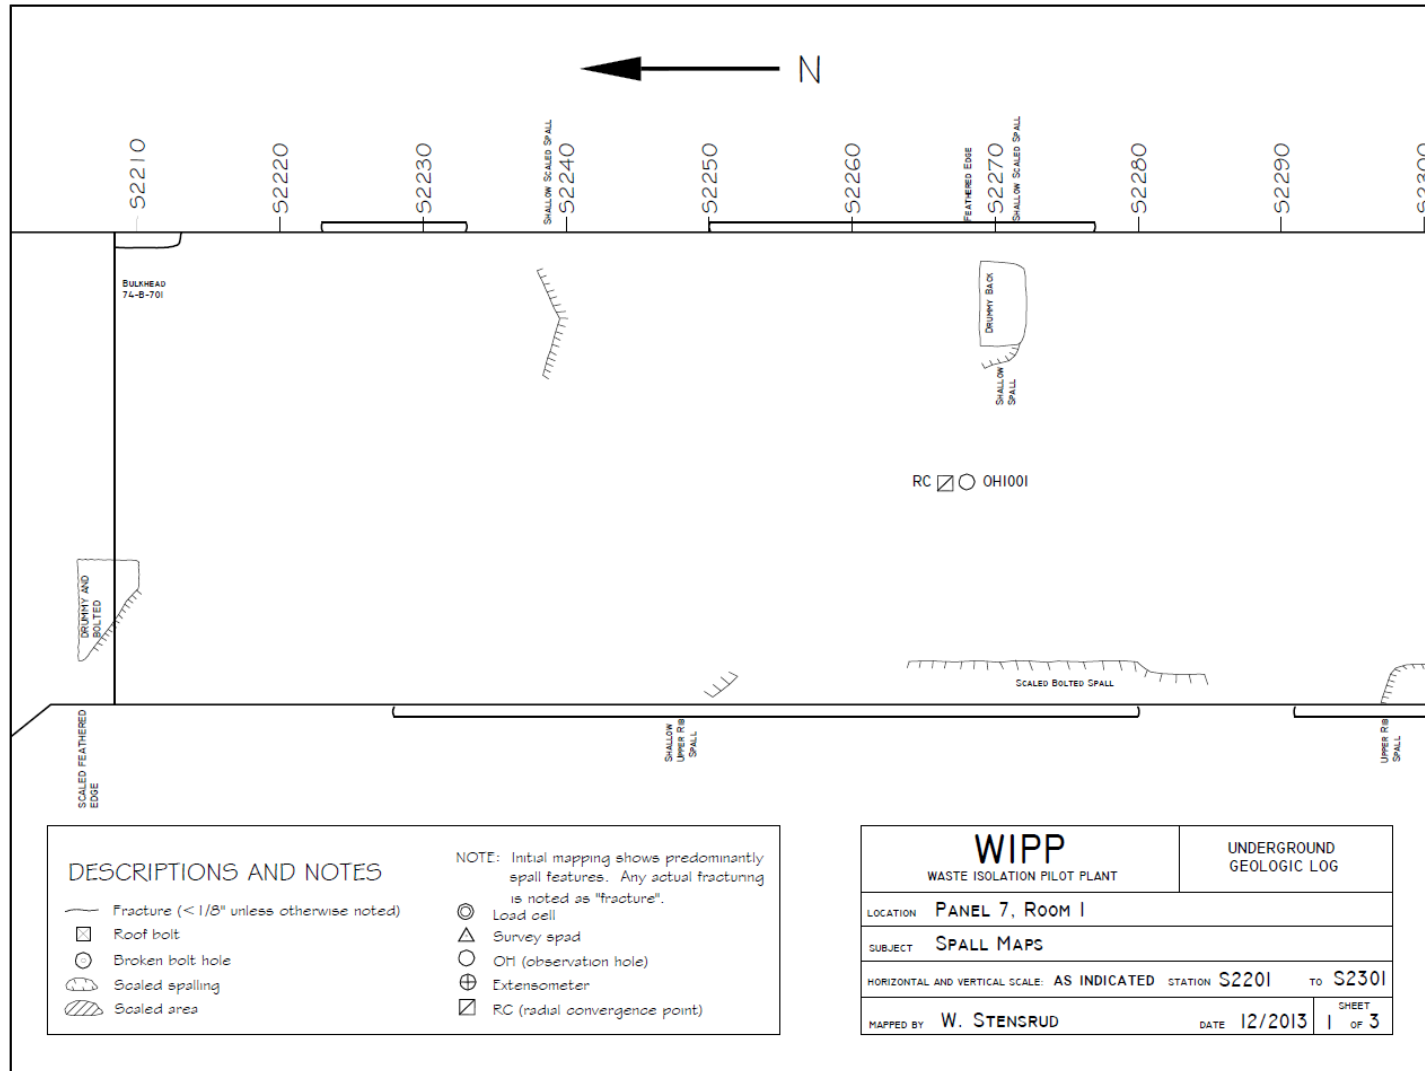 N
S2210
S2220
S2230
Shallow Scaled Spall
S2240
S2250
S2260
Feathered Edge
S2270
Shallow Scaled Spall
S2280
S2290
S2300
Bulkhead
74-B-701
Drummy Back
Shallow
Spall
RC
OH1001
Drummy and
Bolted
Scaled Bolted Spall
Scaled Feathered
Edge
Shallow
Upper Rib
Spall
Upper Rib
Spall
DESCRIPTIONS AND NOTES
Fracture (<1/8" unless otherwise noted)
Roof bolt
Broken bolt hole
Scaled spalling
Scaled area
NOTE: Initial mapping shows predominantly
spall features. Any actual fracturing
is noted as "fracture".
Load cell
Survey spad
OH (observation hole)
Extensometer
RC (radial convergence point)
WIPP
WASTE ISOLATION PILOT PLANT
UNDERGROUND
GEOLOGIC LOG
LOCATION PANEL 7, ROOM 1
SUBJECT SPALL MAPS
HORIZONTAL AND VERTICAL SCALE: AS INDICATED STATION S2201 TO S2301
MAPPED BY W. STENSRUD DATE 12/2013 SHEET
1 OF 3